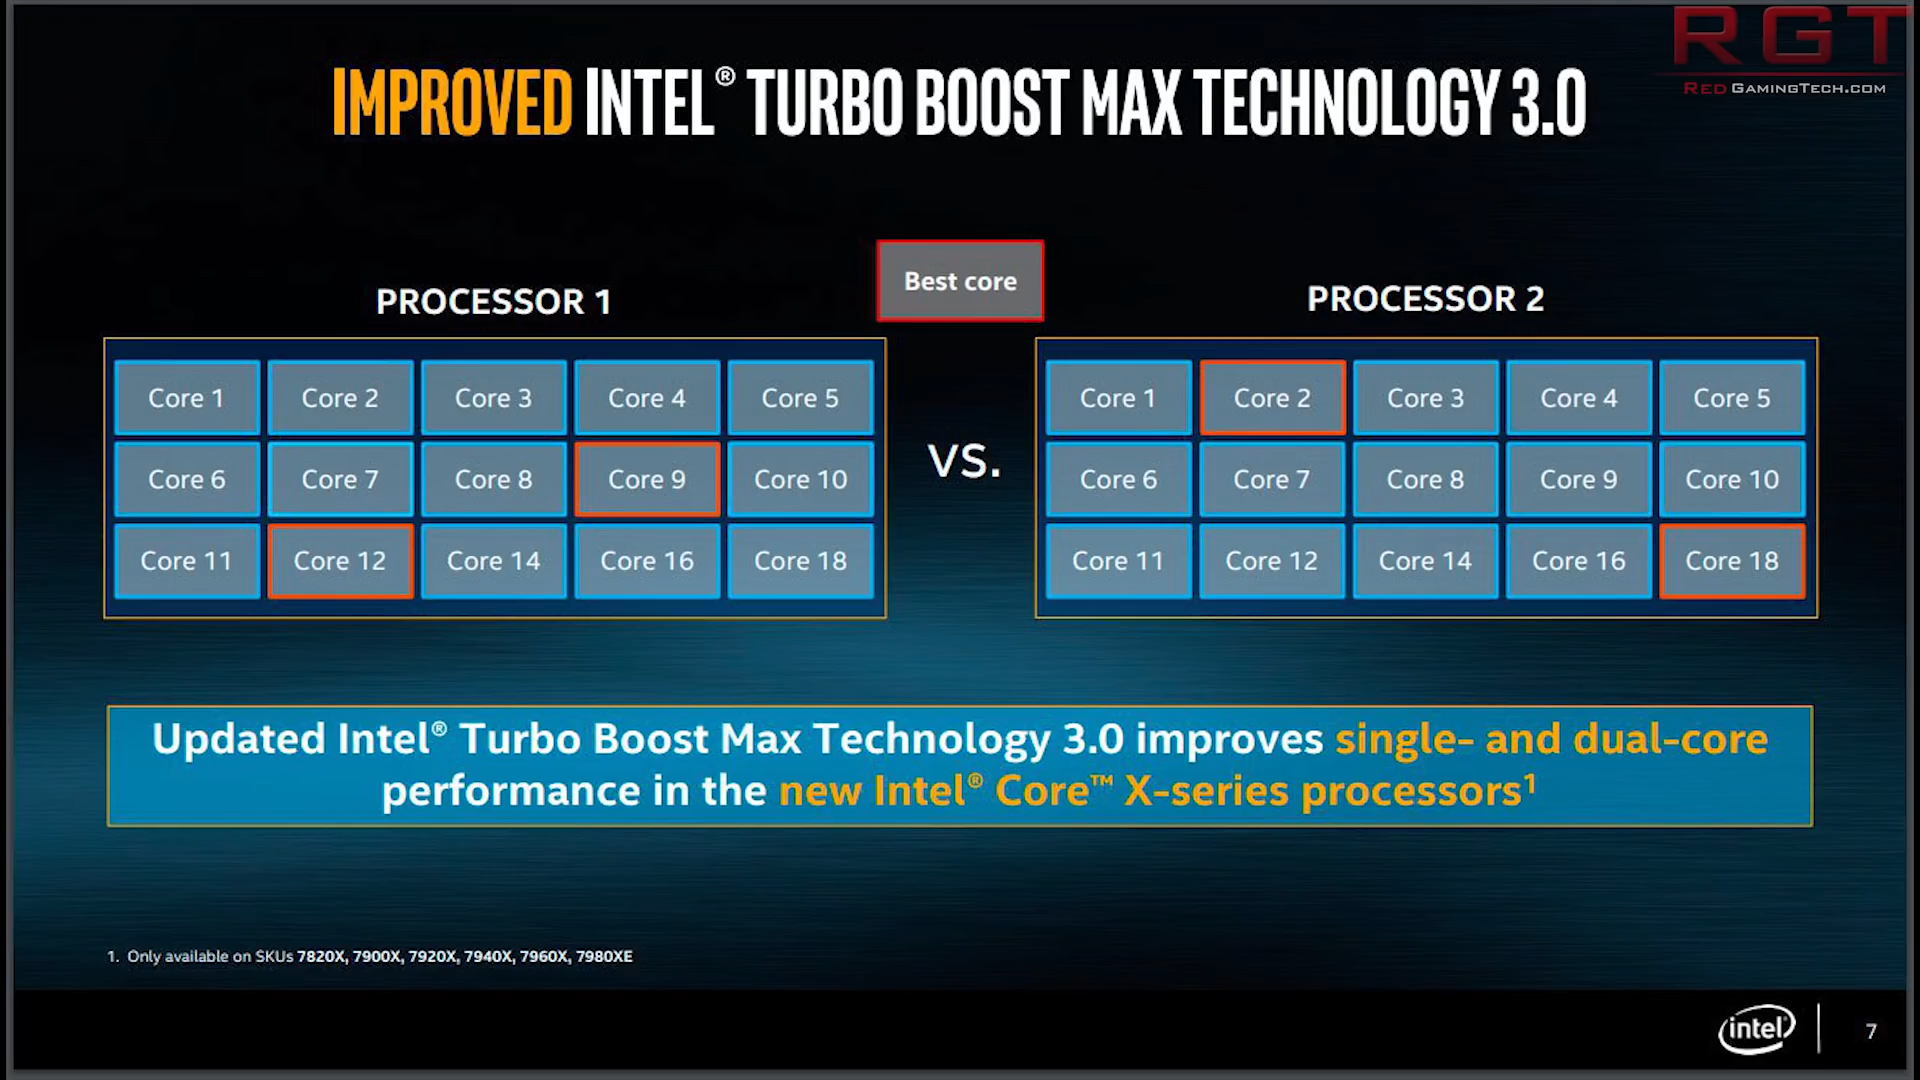 RGT
RED GAMINGTECH.COM
IMPROVED INTEL® TURBO BOOST MAX TECHNOLOGY 3.0
Best core
PROCESSOR 1
PROCESSOR 2
Core 1 Core 2 Core 3 Core 4 Core 5
Core 6 Core 7 Core 8 Core 9 Core 10
Core 11 Core 12 Core 14 Core 16 Core 18
vs.
Core 1 Core 2 Core 3 Core 4 Core 5
Core 6 Core 7 Core 8 Core 9 Core 10
Core 11 Core 12 Core 14 Core 16 Core 18
Updated Intel® Turbo Boost Max Technology 3.0 improves single- and dual-core
performance in the new Intel® Core™ X-series processors¹
1. Only available on SKUs 7820X, 7900X, 7920X, 7940X, 7960X, 7980XE
intel®
7